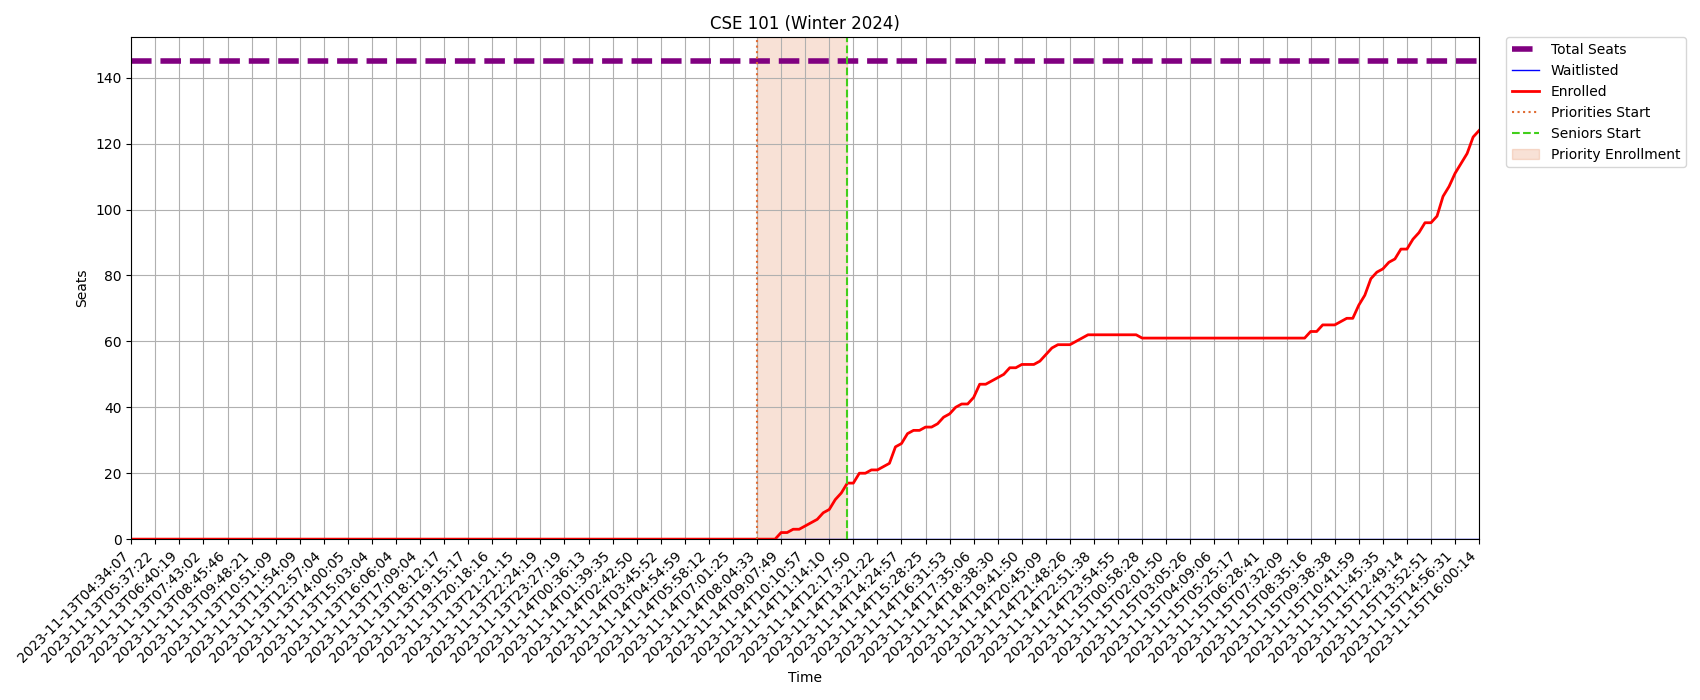 CSE 101 (Winter 2024)
Total Seats
Waitlisted
Enrolled
Priorities Start
Seniors Start
Priority Enrollment
Seats
140
120
100
80
60
40
20
0
2023-11-13T04:34:07
2023-11-13T05:37:22
2023-11-13T06:40:19
2023-11-13T07:43:02
2023-11-13T08:45:46
2023-11-13T09:48:21
2023-11-13T10:51:09
2023-11-13T11:54:09
2023-11-13T12:57:04
2023-11-13T14:00:05
2023-11-13T15:03:04
2023-11-13T16:06:04
2023-11-13T17:09:04
2023-11-13T18:12:17
2023-11-13T19:15:17
2023-11-13T20:18:16
2023-11-13T21:21:15
2023-11-13T22:24:19
2023-11-13T23:27:19
2023-11-14T00:36:13
2023-11-14T01:39:35
2023-11-14T02:42:50
2023-11-14T03:45:52
2023-11-14T04:54:59
2023-11-14T05:58:12
2023-11-14T07:01:25
2023-11-14T08:04:33
2023-11-14T09:07:49
2023-11-14T10:10:57
2023-11-14T11:14:10
2023-11-14T12:17:50
2023-11-14T13:21:22
2023-11-14T14:24:57
2023-11-14T15:28:25
2023-11-14T16:31:53
2023-11-14T17:35:06
2023-11-14T18:38:30
2023-11-14T19:41:50
2023-11-14T20:45:09
2023-11-14T21:48:26
2023-11-14T22:51:38
2023-11-14T23:54:55
2023-11-15T00:58:28
2023-11-15T02:01:50
2023-11-15T03:05:26
2023-11-15T04:09:06
2023-11-15T05:25:17
2023-11-15T06:28:41
2023-11-15T07:32:09
2023-11-15T08:35:16
2023-11-15T09:38:38
2023-11-15T10:41:59
2023-11-15T11:45:35
2023-11-15T12:49:14
2023-11-15T13:52:51
2023-11-15T14:56:31
2023-11-15T16:00:14
Time